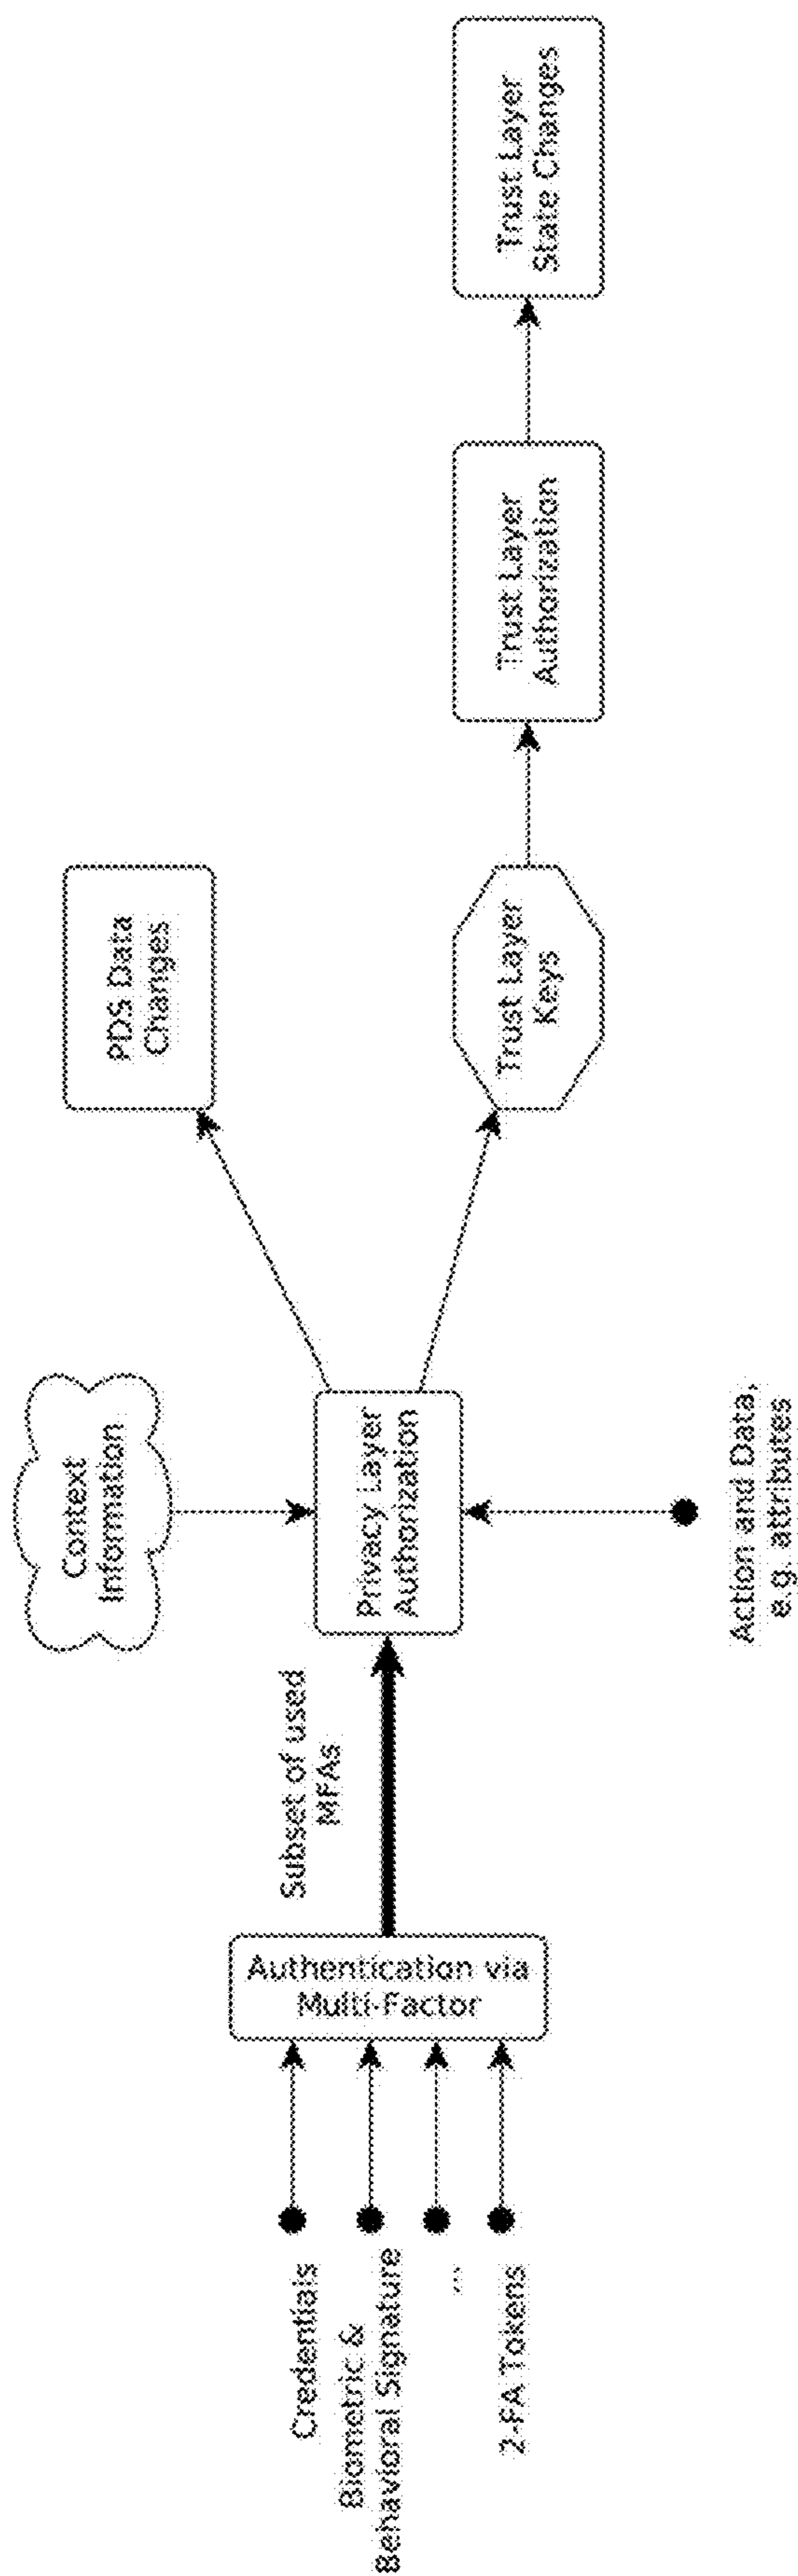 Credentials
Biometric &
Behavioral Signature
...
2-FA Tokens
Authentication via
Multi-Factor
Subset of used
MFAs
Context
Information
Privacy Layer
Authorization
Action and Data,
e.g. attributes
PDS Data
Changes
Trust Layer
Keys
Trust Layer
Authorization
Trust Layer
State Changes